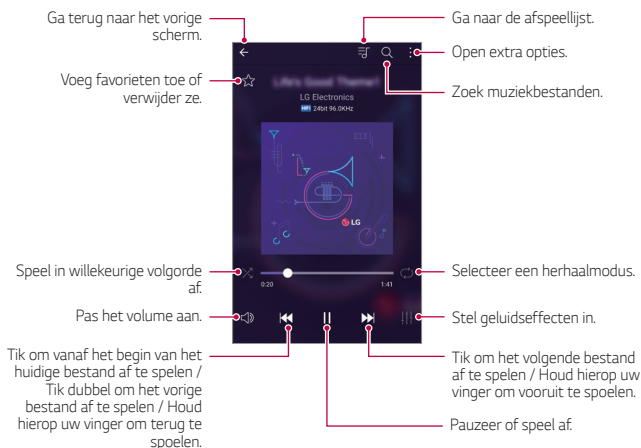 Ga terug naar het vorige
scherm.
Ga naar de afspeellijst.
Open extra opties.
Voeg favorieten toe of
verwijder ze.
Zoek muziekbestanden.
Life's Good Theme1
LG Electronics
HIFI 24bit 96.0KHz
LG
Speel in willekeurige volgorde
af.
Selecteer een herhaalmodus.
0:20
1:41
Pas het volume aan.
Stel geluidseffecten in.
Tik om vanaf het begin van het
huidige bestand af te spelen /
Tik dubbel om het vorige
bestand af te spelen / Houd
hierop uw vinger om terug te
spoelen.
Tik om het volgende bestand
af te spelen / Houd hierop uw
vinger om vooruit te spoelen.
Pauzeer of speel af.